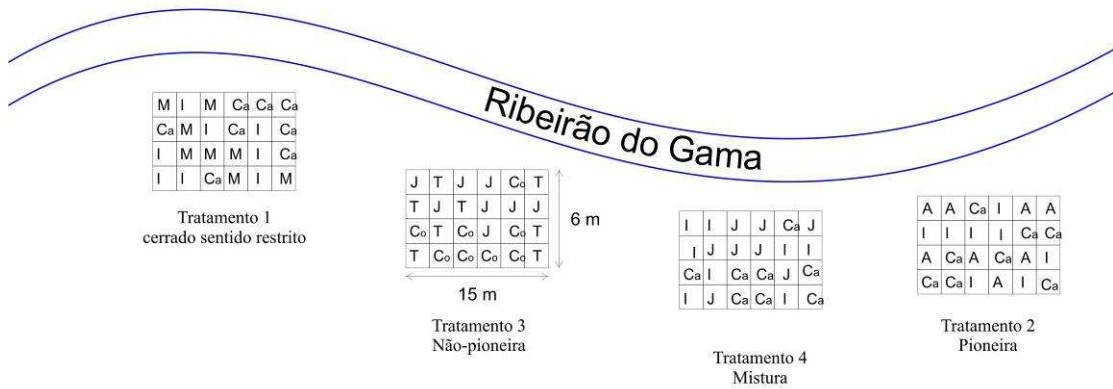 Ribeirão do Gama
M I M Ca Ca Ca
Ca M I Ca I Ca
I M M M I Ca
I I Ca M I M
Tratamento 1
cerrado sentido restrito
J T J J Co T
T J T J J J
Co T Co J Co T
T Co Co Co Co T
6 m
15 m
Tratamento 3
Não-pioneira
I I J J Ca J
I J J J I I
Ca I Ca Ca J Ca
I J Ca Ca I Ca
Tratamento 4
Mistura
A A Ca I A A
I I I I Ca Ca
A Ca A Ca A I
Ca Ca I A I Ca
Tratamento 2
Pioneira